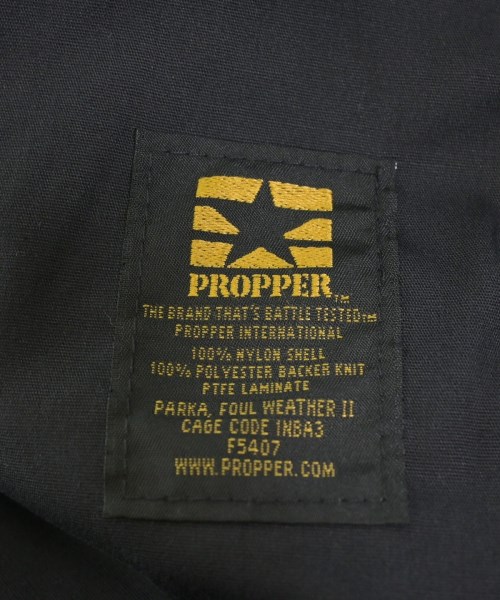 PROPPER™
THE BRAND THAT'S BATTLE TESTED™
PROPPER INTERNATIONAL
100% NYLON SHELL
100% POLYESTER BACKER KNIT
PTFE LAMINATE
PARKA, FOUL WEATHER II
CAGE CODE 1NBA3
F5407
WWW.PROPPER.COM